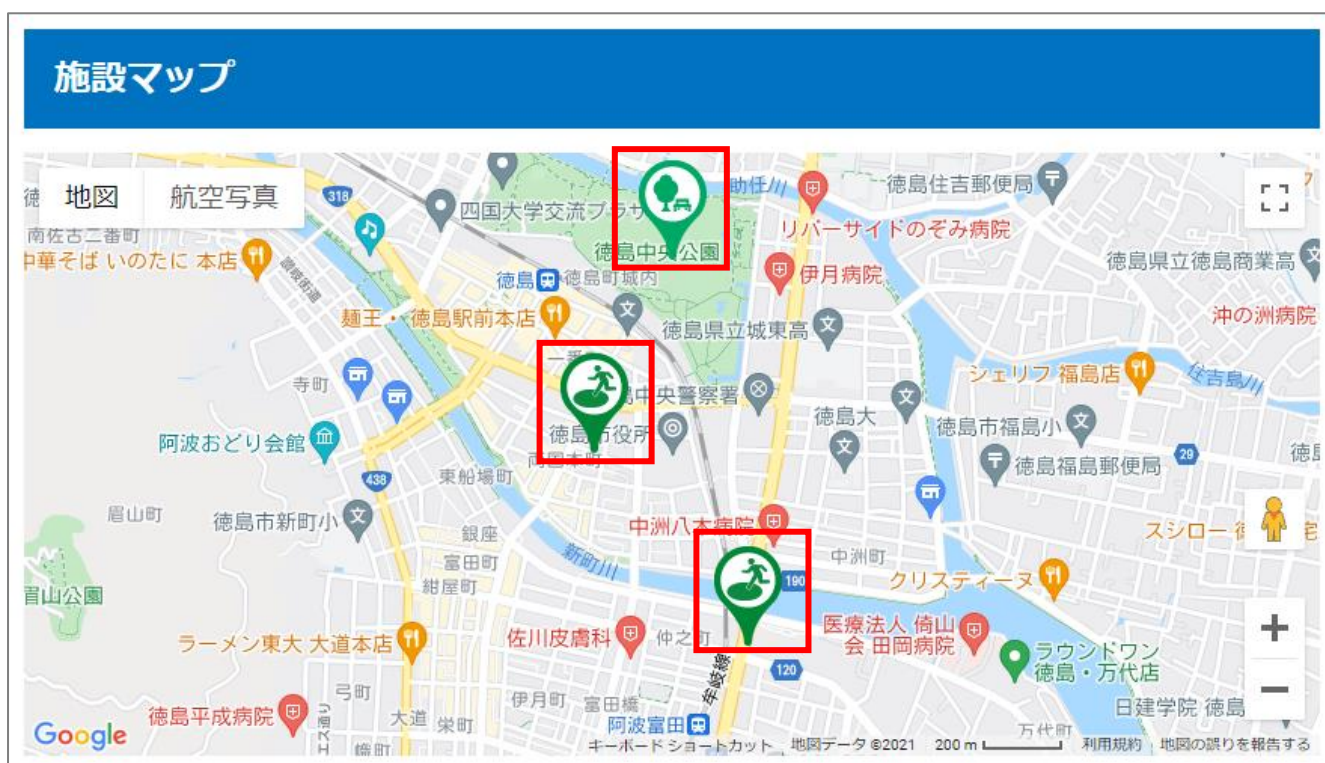 施設マップ
地図
航空写真
318
四国大学交流プラザ
助任川
徳島住吉郵便局
南佐古二番町
リバーサイドのぞみ病院
中華そば いのたに 本店
讃岐街道
徳島中央公園
徳島
徳島町城内
伊月病院
徳島県立徳島商業高
沖の洲病院
麺王・徳島駅前本店
徳島県立城東高
寺町
シェリフ 福島店
住吉島川
島中央警察署
徳島大
徳島市福島小
阿波おどり会館
徳島市役所
両国本町
29
徳島福島郵便局
438
東船場町
眉山町
徳島市新町小
銀座
中洲八木病院
スシロー
富田町
新町川
中洲町
190
クリスティーヌ
紺屋町
眉山公園
ラーメン東大 大道本店
佐川皮膚科
仲之町
医療法人 倚山
会 田岡病院
ラウンドワン
徳島・万代店
120
牟岐線
弓町
伊月町
富田橋
日建学院 徳島
徳島平成病院
大道
栄町
阿波富田
万代町
Google
幟町
キーボード ショートカット
地図データ ©2021
200 m
利用規約
地図の誤りを報告する